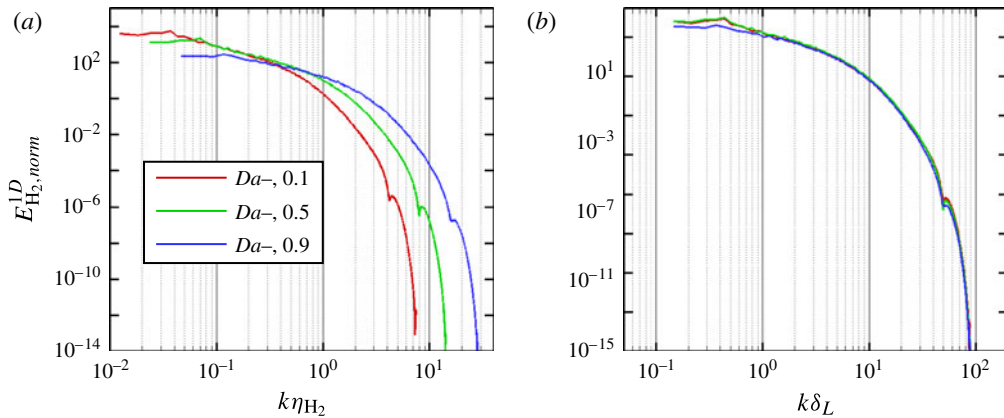 (a)
(b)
10^2
10^-2
10^-6
10^-10
10^-14
E^1D_H2,norm
Da–, 0.1
Da–, 0.5
Da–, 0.9
10^-2 10^-1 10^0 10^1
kη_H2
10^1
10^-3
10^-7
10^-11
10^-15
10^-1 10^0 10^1 10^2
kδ_L